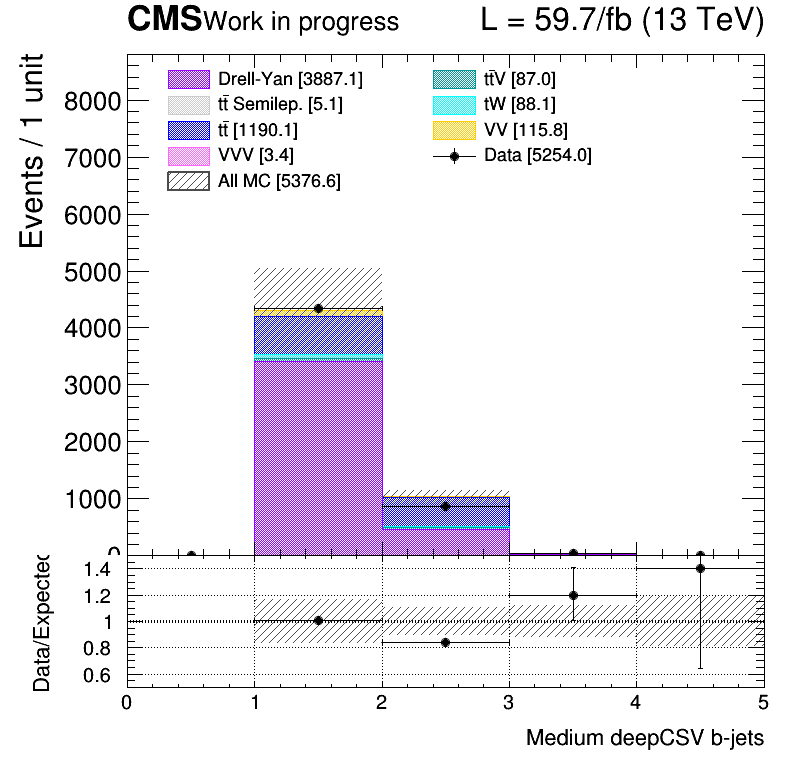 CMS Work in progress L = 59.7/fb (13 TeV)
Events / 1 unit
Drell-Yan [3887.1]
tt̄ Semilep. [5.1]
tt̄ [1190.1]
VVV [3.4]
All MC [5376.6]
tt̄V [87.0]
tW [88.1]
VV [115.8]
Data [5254.0]
8000
7000
6000
5000
4000
3000
2000
1000
0
Data/Expected
1.4
1.2
1
0.8
0.6
0 1 2 3 4 5
Medium deepCSV b-jets